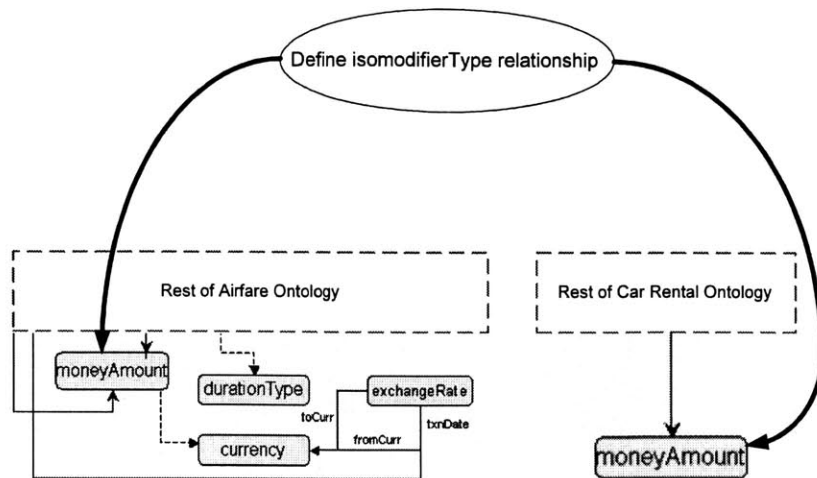 Define isomodifierType relationship
Rest of Airfare Ontology
Rest of Car Rental Ontology
moneyAmount
durationType
exchangeRate
toCurr
txnDate
fromCurr
currency
moneyAmount